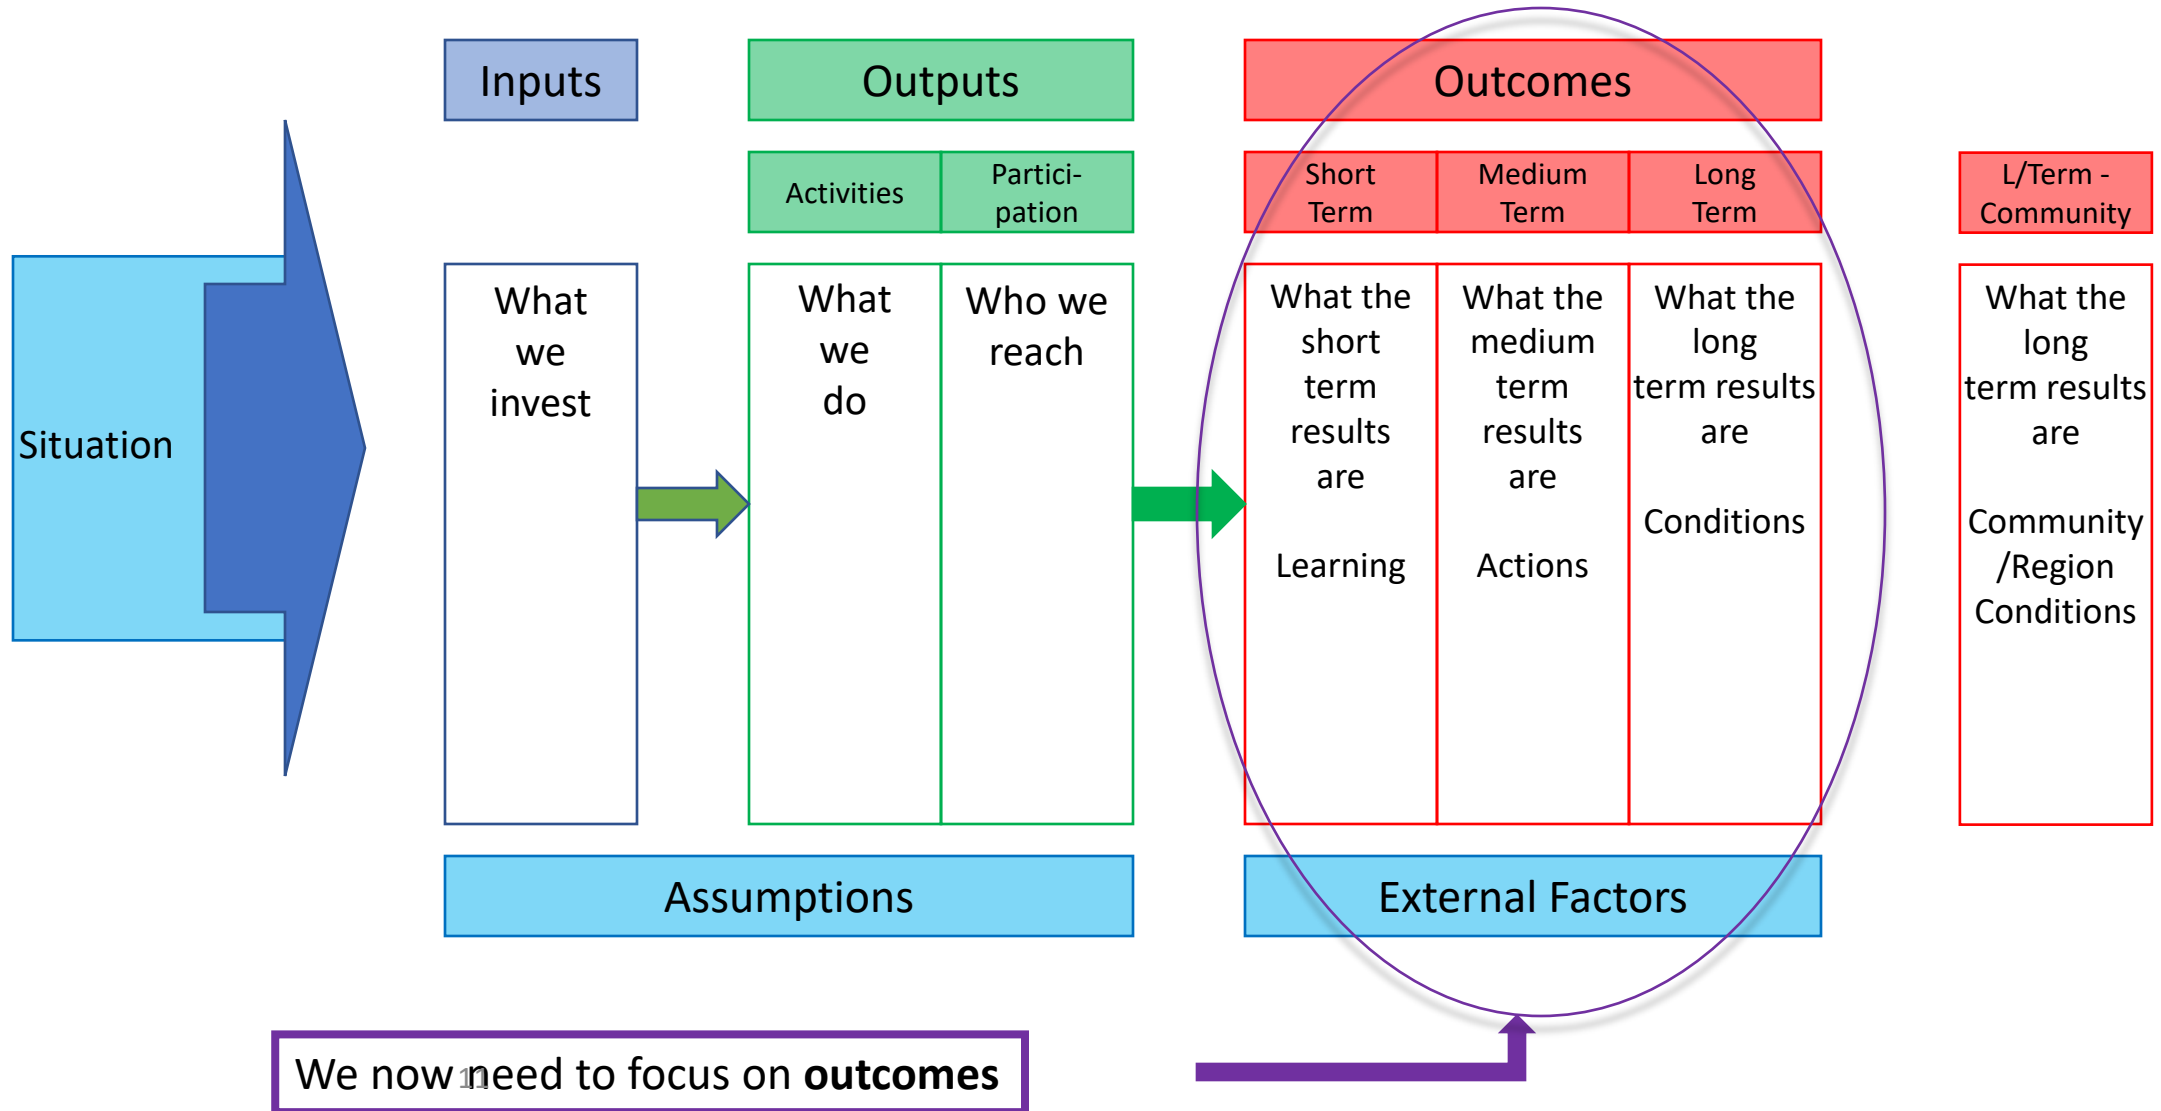 Inputs
Outputs
Outcomes
Activities
Partici-
pation
Short
Term
Medium
Term
Long
Term
L/Term -
Community
Situation
What
we
invest
What
we
do
Who we
reach
What the
short
term
results
are
Learning
What the
medium
term
results
are
Actions
What the
long
term results
are
Conditions
What the
long
term results
are
Community
/Region
Conditions
Assumptions
External Factors
We now need to focus on outcomes
11